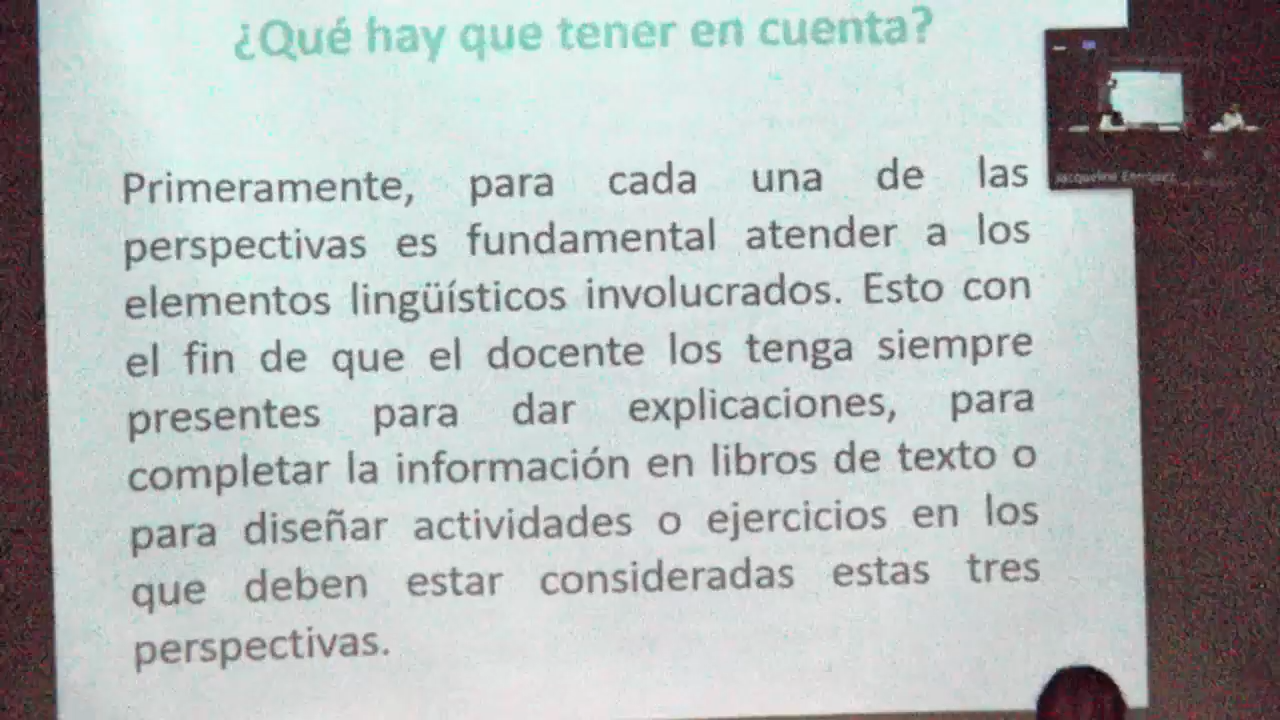 ¿Qué hay que tener en cuenta?
Primeramente, para cada una de las
perspectivas es fundamental atender a los
elementos lingüísticos involucrados. Esto con
el fin de que el docente los tenga siempre
presentes para dar explicaciones, para
completar la información en libros de texto o
para diseñar actividades o ejercicios en los
que deben estar consideradas estas tres
perspectivas.
Jacqueline